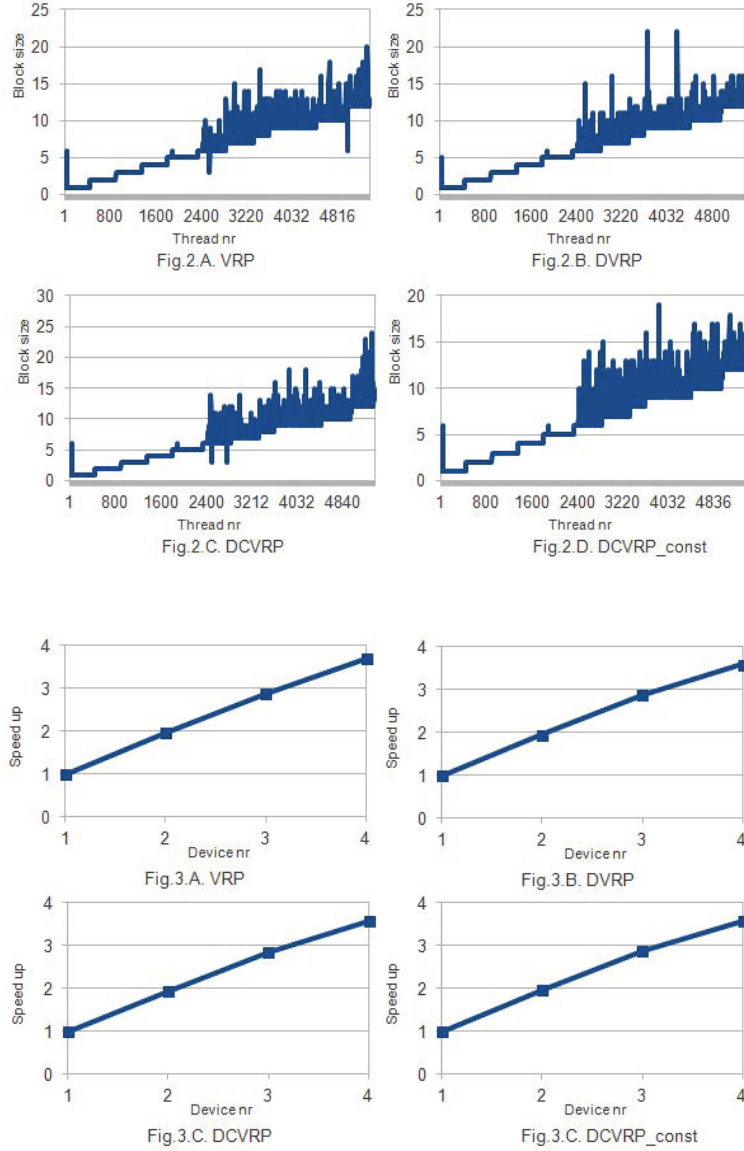 25
20
15
10
5
0
Block size
1 800 1600 2400 3220 4032 4816
Thread nr
Fig.2.A. VRP
25
20
15
10
5
0
Block size
1 800 1600 2400 3220 4032 4800
Thread nr
Fig.2.B. DVRP
30
25
20
15
10
5
0
Block size
1 800 1600 2400 3212 4032 4840
Thread nr
Fig.2.C. DCVRP
20
15
10
5
0
Block size
1 800 1600 2400 3220 4032 4836
Thread nr
Fig.2.D. DCVRP_const
4
3
2
1
0
Speed up
1 2 3 4
Device nr
Fig.3.A. VRP
4
3
2
1
0
Speed up
1 2 3 4
Device nr
Fig.3.B. DVRP
4
3
2
1
0
Speed up
1 2 3 4
Device nr
Fig.3.C. DCVRP
4
3
2
1
0
Speed up
1 2 3 4
Device nr
Fig.3.C. DCVRP_const